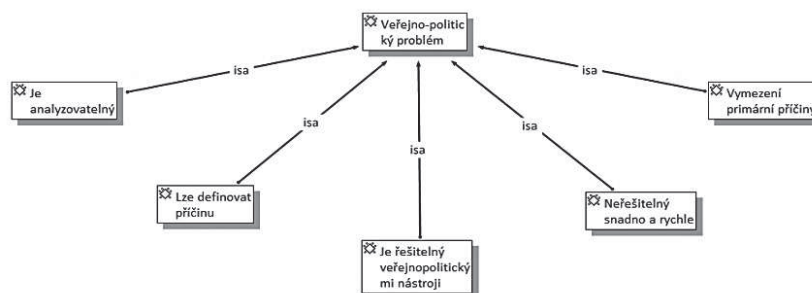 Veřejno-politic
ký problém
isa
isa
isa
isa
isa
Je
analyzovatelný
Vymezení
primární příčiny
Lze definovat
příčinu
Neřešitelný
snadno a rychle
Je řešitelný
veřejnopolitický
mi nástroji